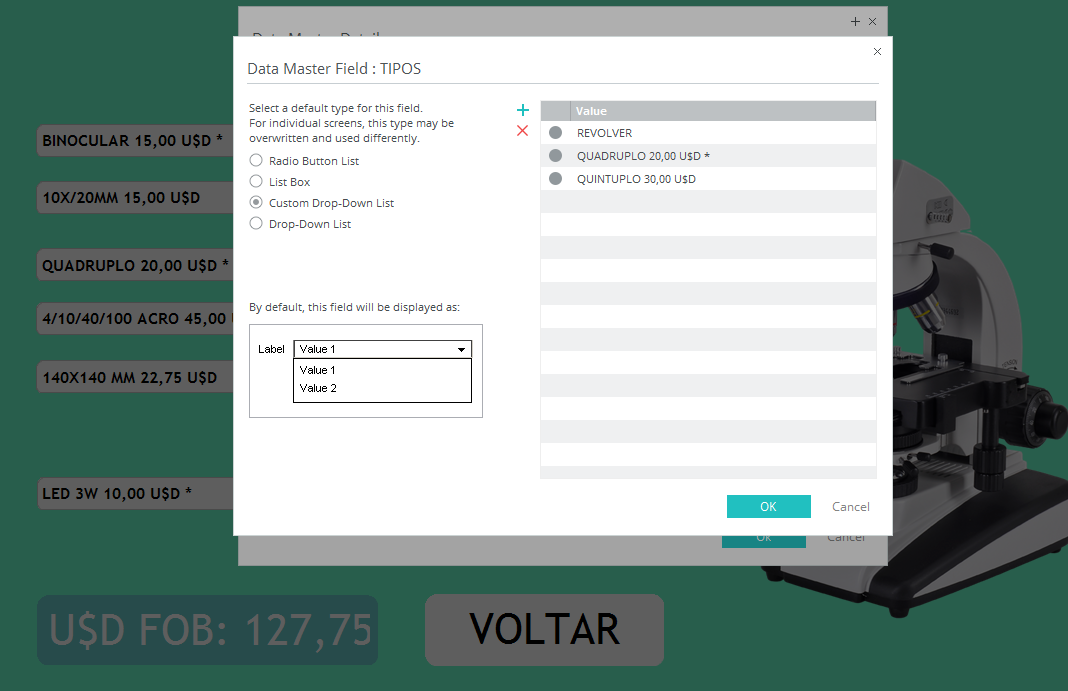 Data Master Detail
Data Master Field : TIPOS
Select a default type for this field.
For individual screens, this type may be
overwritten and used differently.
Radio Button List
List Box
Custom Drop-Down List
Drop-Down List
By default, this field will be displayed as:
Label
Value 1
Value 1
Value 2
Value
REVOLVER
QUADRUPLO 20,00 U$D *
QUINTUPLO 30,00 U$D
OK
Cancel
Ok
Cancel
BINOCULAR 15,00 U$D *
10X/20MM 15,00 U$D
QUADRUPLO 20,00 U$D *
4/10/40/100 ACRO 45,00
140X140 MM 22,75 U$D
LED 3W 10,00 U$D *
U$D FOB: 127,75
VOLTAR